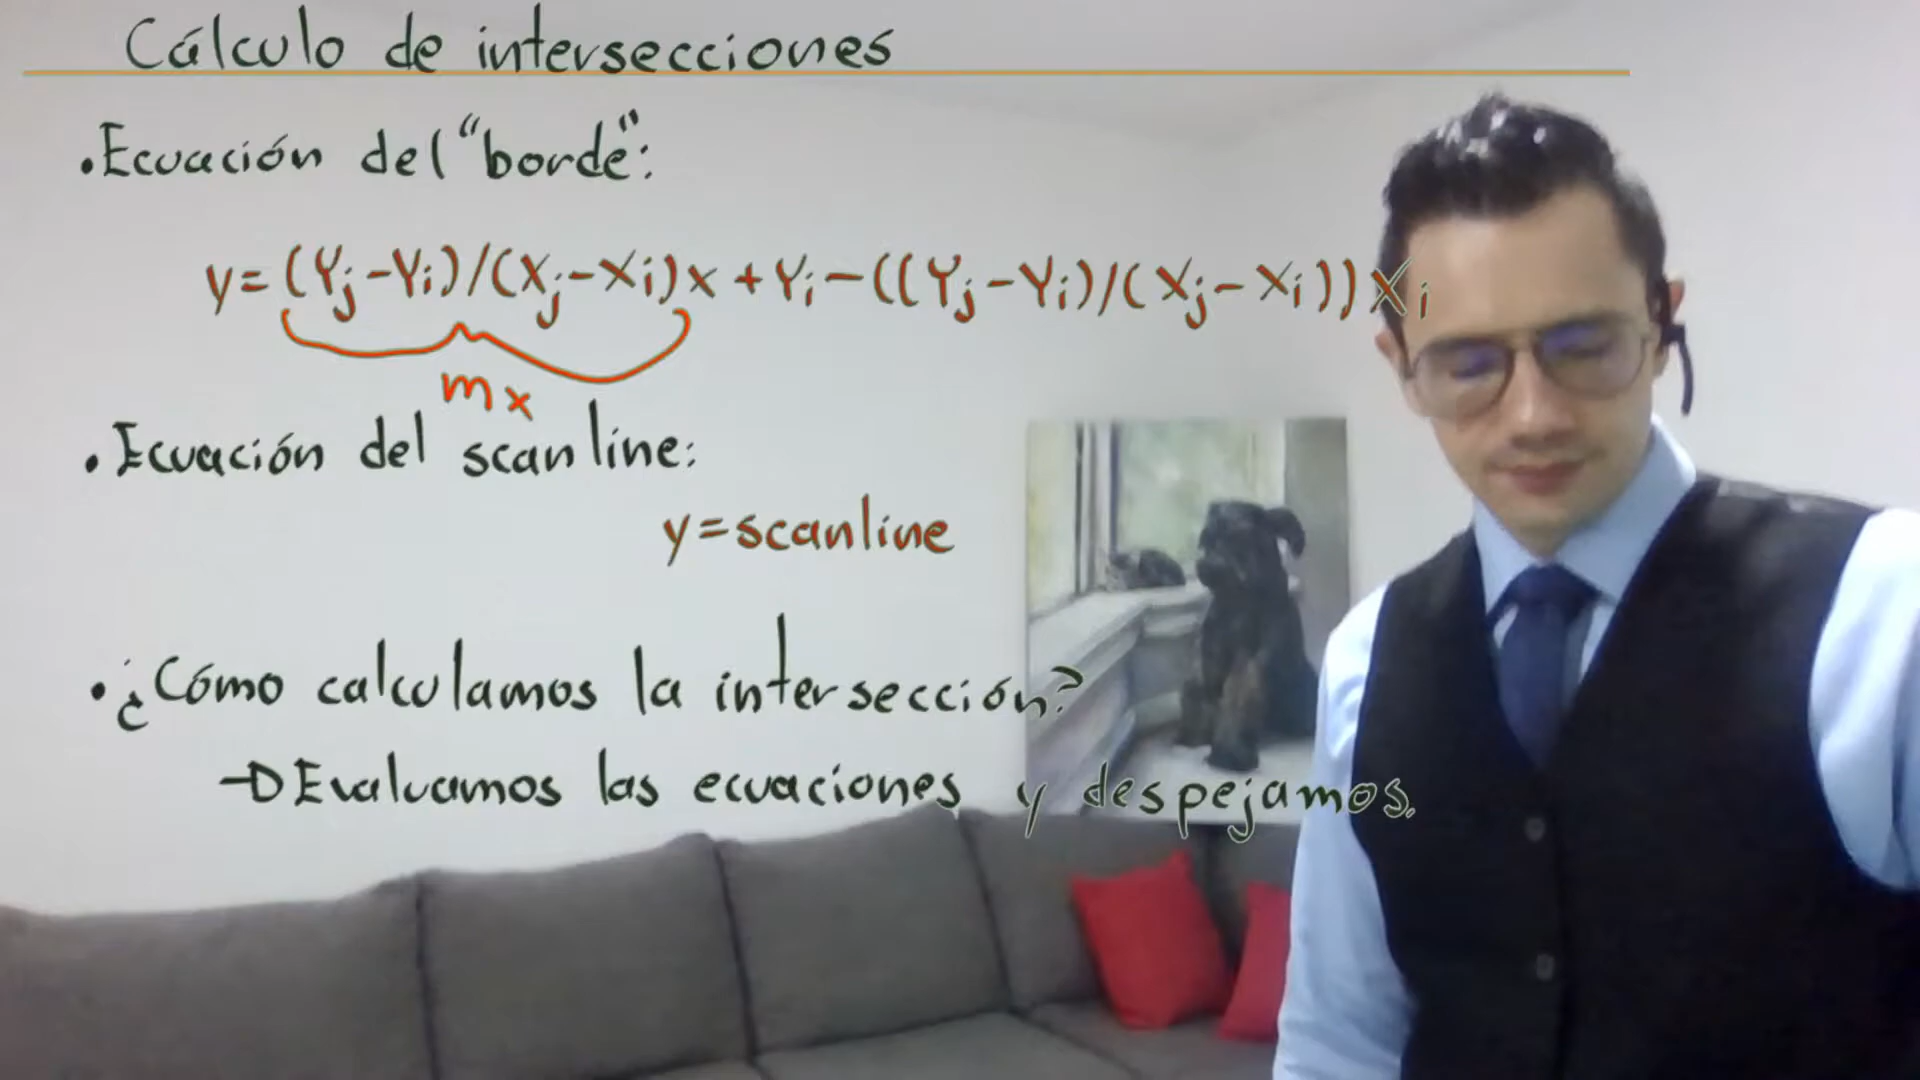 Cálculo de intersecciones
• Ecuación del "borde":
y=(Yj-Yi)/(Xj-Xi)x + Yi-((Yj-Yi)/(Xj-Xi))Xi
mx
• Ecuación del scanline:
y=scanline
• ¿Cómo calculamos la intersección?
→ Evaluamos las ecuaciones y despejamos.